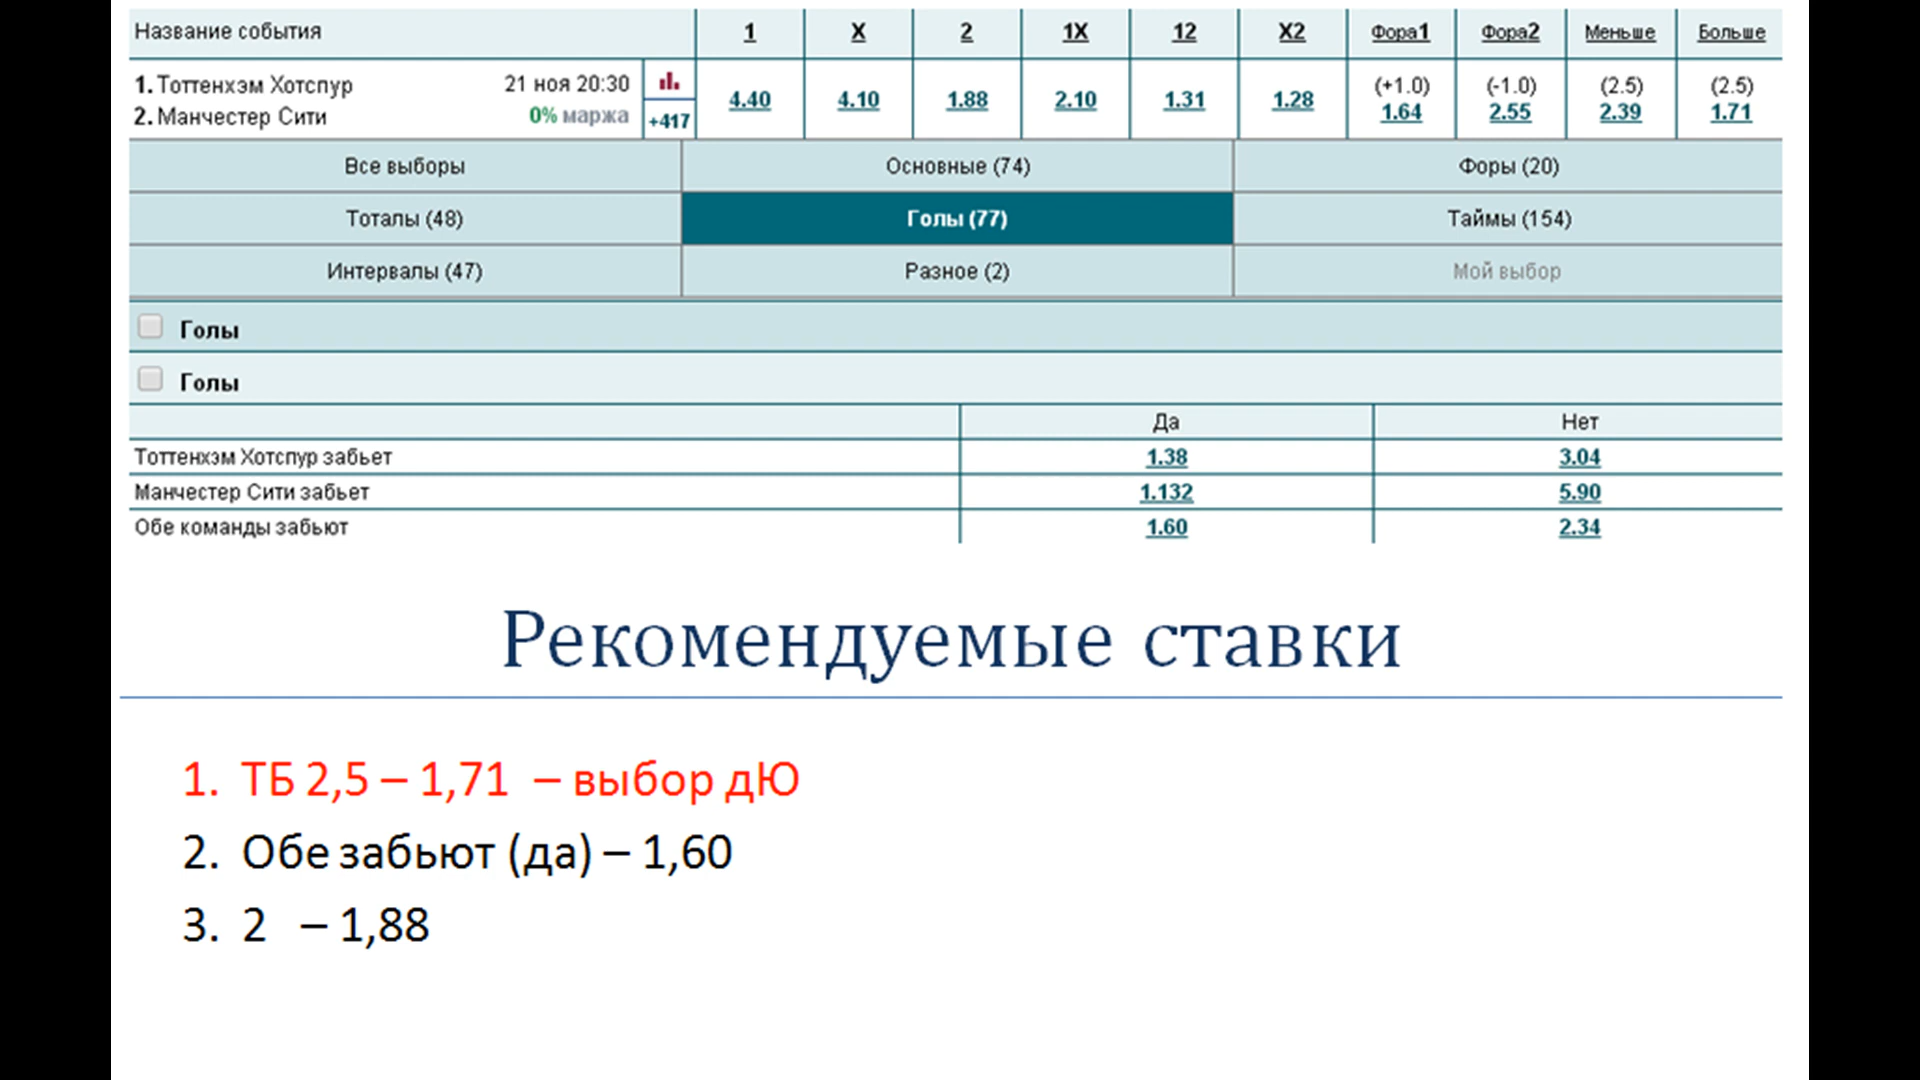 Название события 1 X 2 1X 12 X2 Фора1 Фора2 Меньше Больше
1. Тоттенхэм Хотспур 21 ноя 20:30 4.40 4.10 1.88 2.10 1.31 1.28 (+1.0) (-1.0) (2.5) (2.5)
2. Манчестер Сити 0% маржа +417 1.64 2.55 2.39 1.71
Все выборы Основные (74) Форы (20)
Тоталы (48) Голы (77) Таймы (154)
Интервалы (47) Разное (2) Мой выбор
Голы
Голы
Да Нет
Тоттенхэм Хотспур забьет 1.38 3.04
Манчестер Сити забьет 1.132 5.90
Обе команды забьют 1.60 2.34
Рекомендуемые ставки
1. ТБ 2,5 – 1,71 – выбор дЮ
2. Обе забьют (да) – 1,60
3. 2 – 1,88